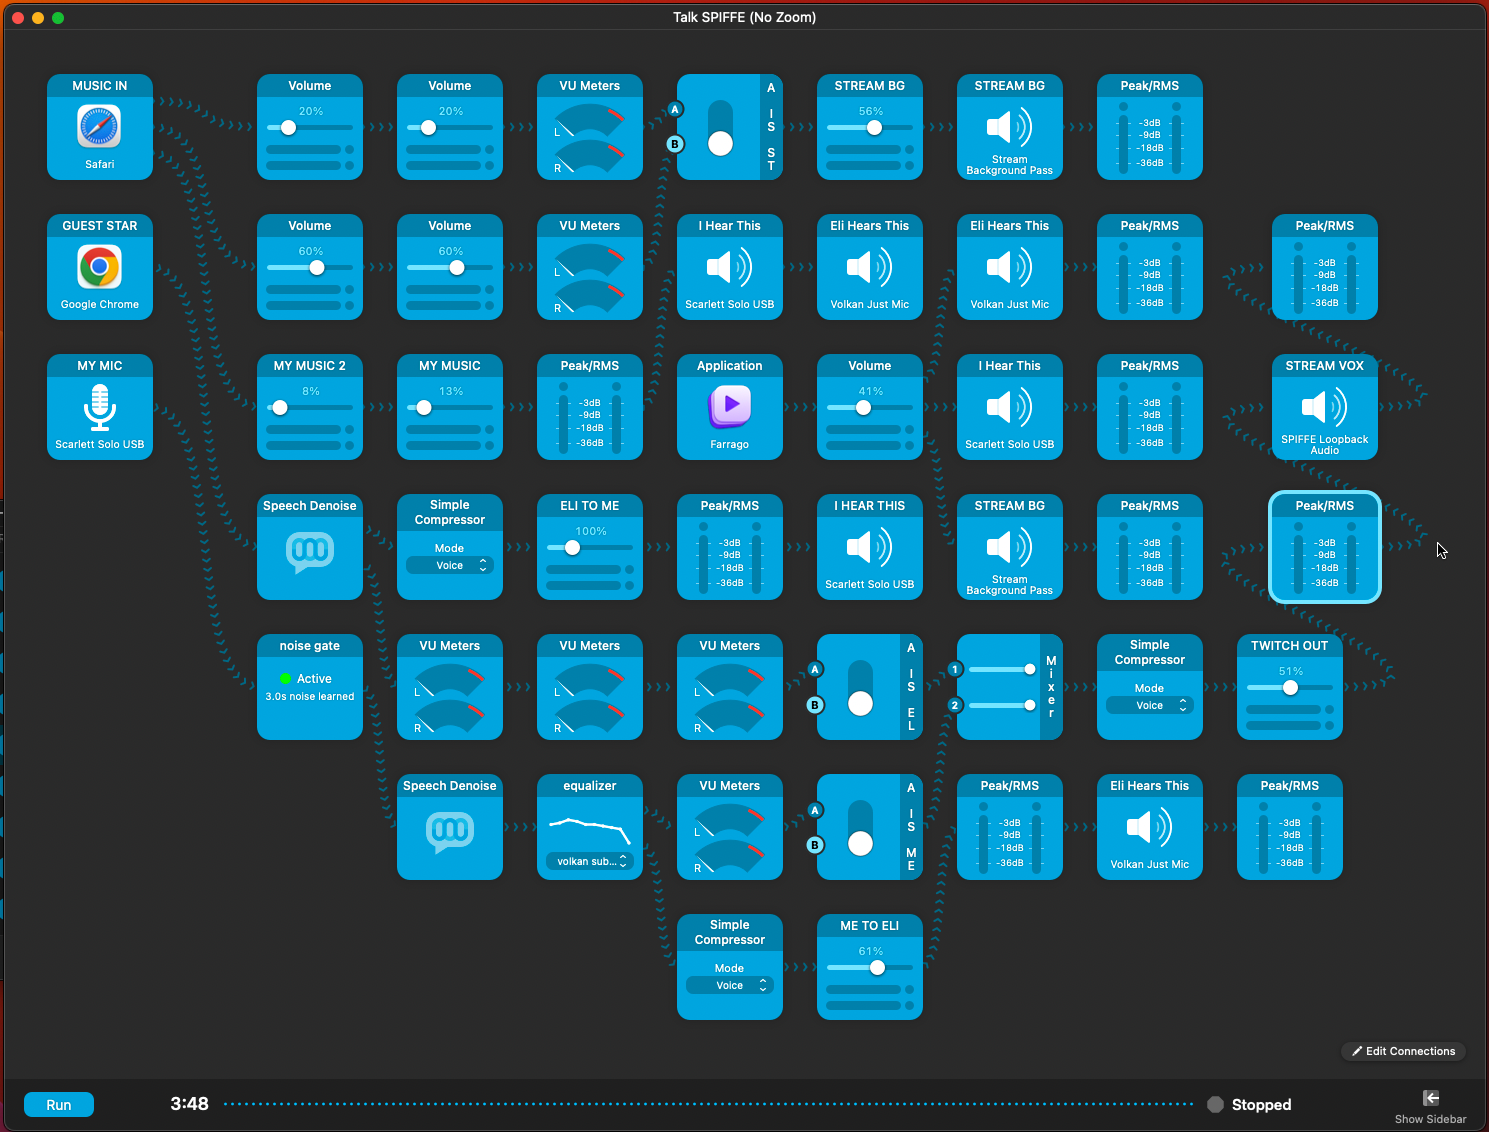 Talk SPIFFE (No Zoom)
MUSIC IN
Safari
Volume
20%
Volume
20%
VU Meters
L
R
A
B
A IS ST
STREAM BG
56%
STREAM BG
Stream
Background Pass
Peak/RMS
-3dB
-9dB
-18dB
-36dB
GUEST STAR
Google Chrome
Volume
60%
Volume
60%
VU Meters
L
R
I Hear This
Scarlett Solo USB
Eli Hears This
Volkan Just Mic
Eli Hears This
Volkan Just Mic
Peak/RMS
-3dB
-9dB
-18dB
-36dB
Peak/RMS
-3dB
-9dB
-18dB
-36dB
MY MIC
Scarlett Solo USB
MY MUSIC 2
8%
MY MUSIC
13%
Peak/RMS
-3dB
-9dB
-18dB
-36dB
Application
Farrago
Volume
41%
I Hear This
Scarlett Solo USB
Peak/RMS
-3dB
-9dB
-18dB
-36dB
STREAM VOX
SPIFFE Loopback
Audio
Speech Denoise
Simple
Compressor
Mode
Voice
ELI TO ME
100%
Peak/RMS
-3dB
-9dB
-18dB
-36dB
I HEAR THIS
Scarlett Solo USB
STREAM BG
Stream
Background Pass
Peak/RMS
-3dB
-9dB
-18dB
-36dB
Peak/RMS
-3dB
-9dB
-18dB
-36dB
noise gate
Active
3.0s noise learned
VU Meters
L
R
VU Meters
L
R
VU Meters
L
R
A
B
A IS EL
1
2
Mixer
Simple
Compressor
Mode
Voice
TWITCH OUT
51%
Speech Denoise
equalizer
volkan sub...
VU Meters
L
R
A
B
A IS ME
Peak/RMS
-3dB
-9dB
-18dB
-36dB
Eli Hears This
Volkan Just Mic
Peak/RMS
-3dB
-9dB
-18dB
-36dB
Simple
Compressor
Mode
Voice
ME TO ELI
61%
Edit Connections
Run
3:48
Stopped
Show Sidebar